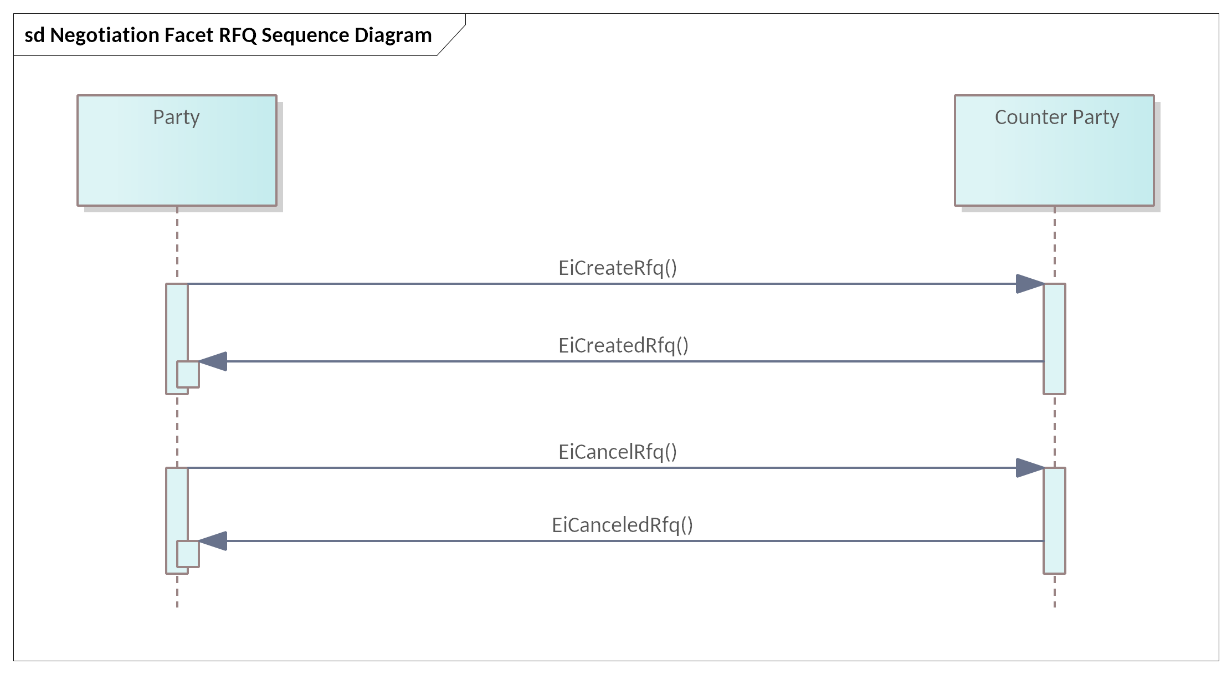 sd Negotiation Facet RFQ Sequence Diagram
Party
Counter Party
EiCreateRfq()
EiCreatedRfq()
EiCancelRfq()
EiCanceledRfq()